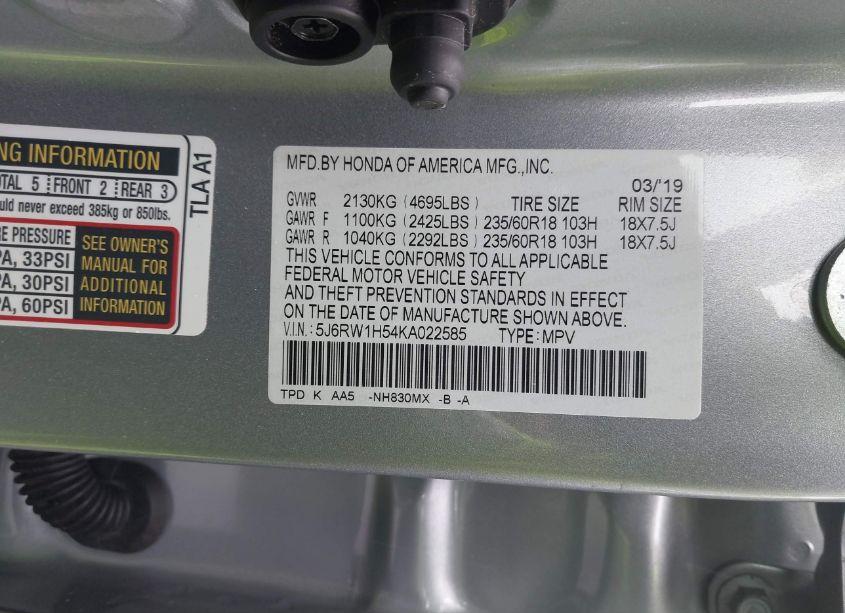 NG INFORMATION
OTAL 5 FRONT 2 REAR 3
uld never exceed 385kg or 850lbs.
RE PRESSURE
PA, 33PSI
PA, 30PSI
PA, 60PSI
SEE OWNER'S
MANUAL FOR
ADDITIONAL
INFORMATION
TLA A1
MFD.BY HONDA OF AMERICA MFG.,INC.
03/'19
GVWR 2130KG (4695LBS) TIRE SIZE RIM SIZE
GAWR F 1100KG (2425LBS) 235/60R18 103H 18X7.5J
GAWR R 1040KG (2292LBS) 235/60R18 103H 18X7.5J
THIS VEHICLE CONFORMS TO ALL APPLICABLE
FEDERAL MOTOR VEHICLE SAFETY
AND THEFT PREVENTION STANDARDS IN EFFECT
ON THE DATE OF MANUFACTURE SHOWN ABOVE.
V.I.N.: 5J6RW1H54KA022585 TYPE: MPV
TPD K AA5 -NH830MX -B -A